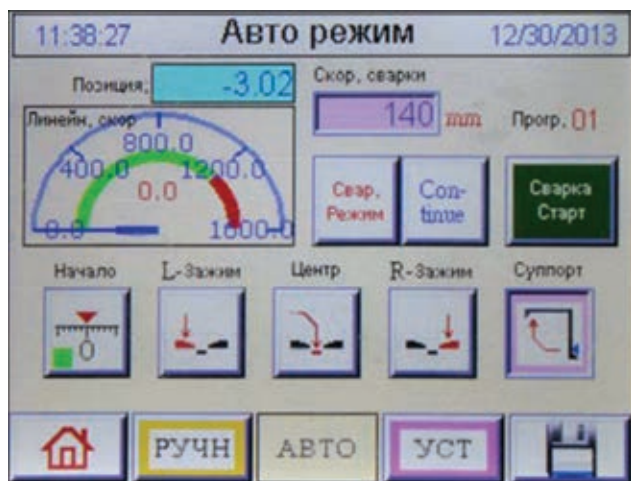 11:38:27 Авто режим 12/30/2013
Позиция; -3.02 Скор. сварки
140 mm Прогр. 01
Линейн. скор
800.0
400.0 1200.0
0.0
0.0 1600.0
Свар. Режим
Con-tinue
Сварка Старт
Начало L-Зажим Центр R-Зажим Суппорт
0
РУЧН АВТО УСТ